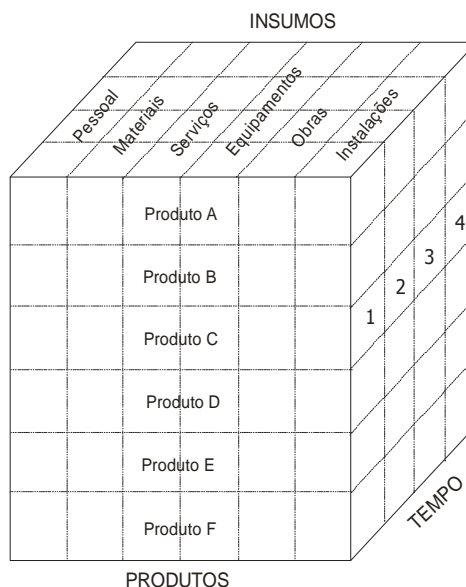 INSUMOS
Pessoal
Materiais
Serviços
Equipamentos
Obras
Instalações
Produto A
Produto B
Produto C
Produto D
Produto E
Produto F
1
2
3
4
TEMPO
PRODUTOS